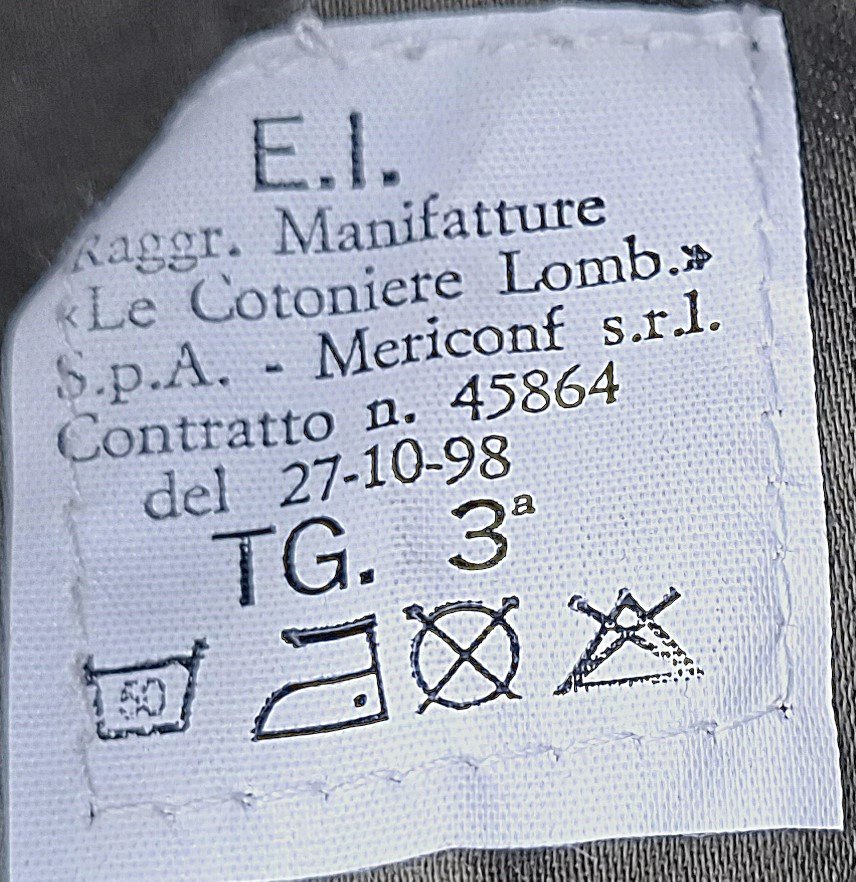 E.I.
Raggr. Manifatture
«Le Cotoniere Lomb.»
S.p.A. - Mericonf s.r.l.
Contratto n. 45864
del 27-10-98
TG. 3ª